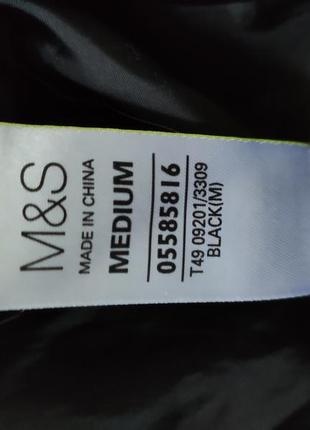 M&S
MADE IN CHINA
MEDIUM
05585816
T49 09201/3309
BLACK(M)